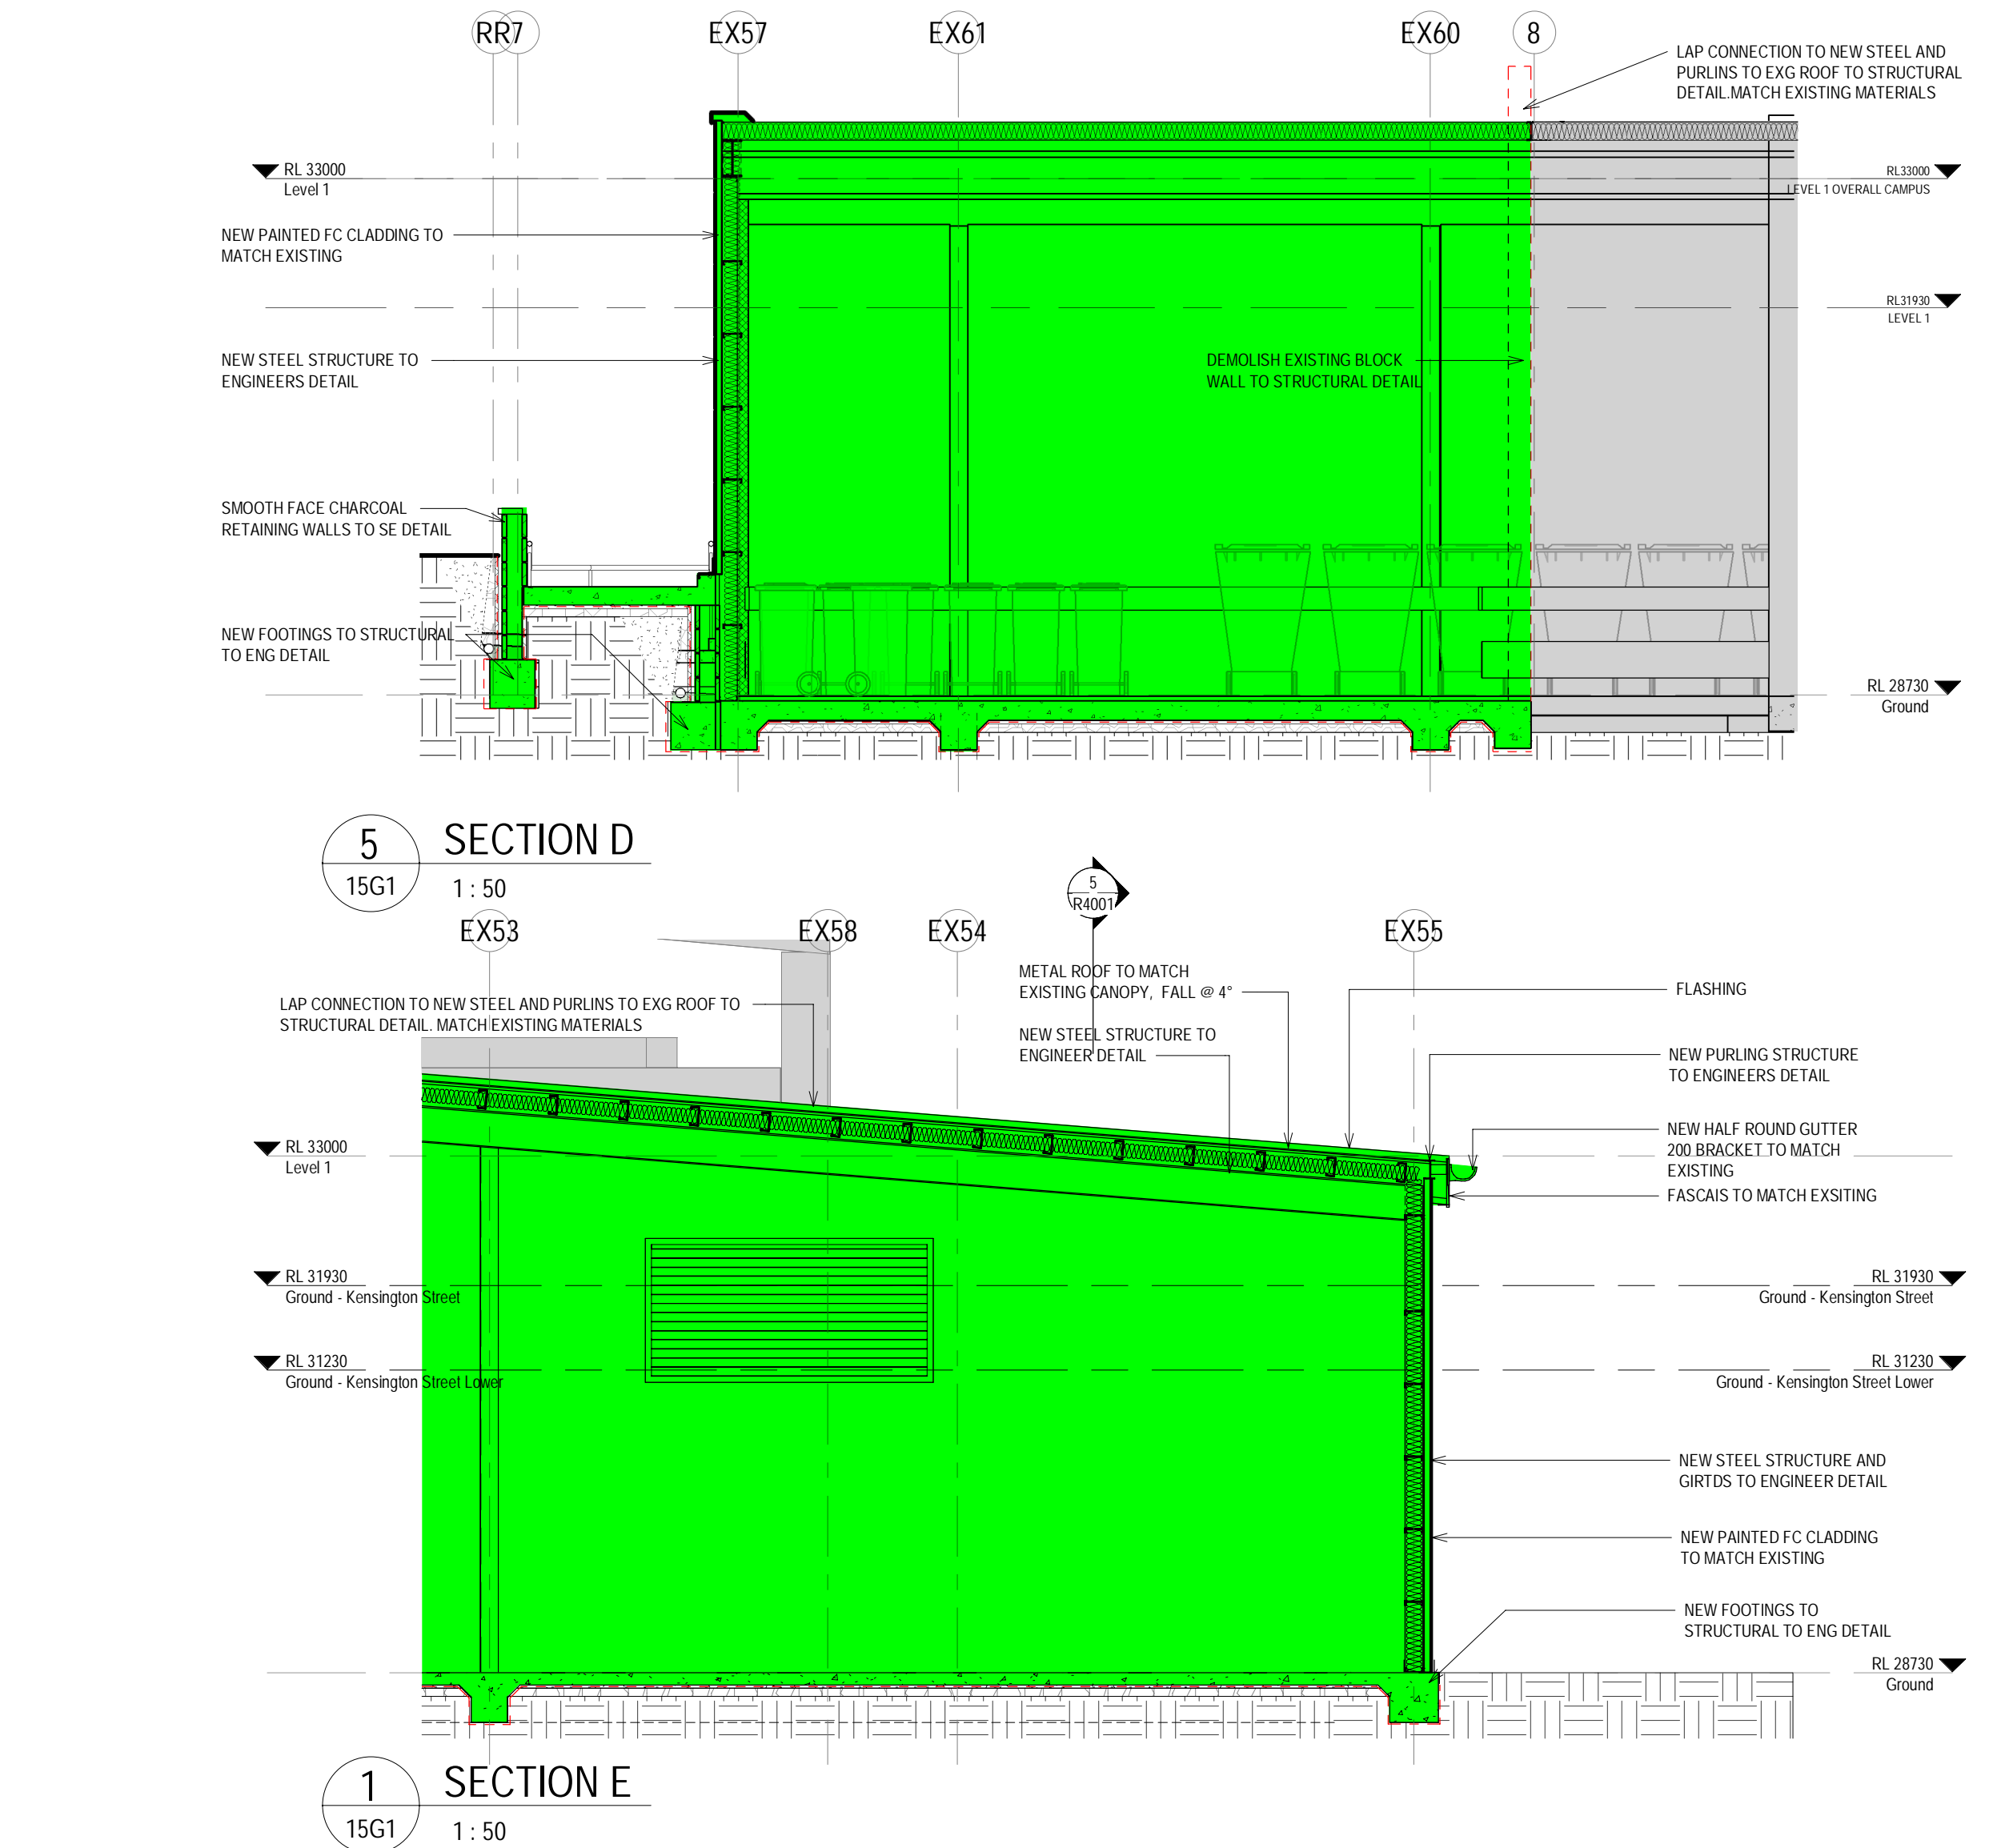 RR7
EX57
EX61
EX60
8
LAP CONNECTION TO NEW STEEL AND
PURLINS TO EXG ROOF TO STRUCTURAL
DETAIL.MATCH EXISTING MATERIALS
RL 33000
Level 1
RL33000
LEVEL 1 OVERALL CAMPUS
NEW PAINTED FC CLADDING TO
MATCH EXISTING
RL31930
LEVEL 1
NEW STEEL STRUCTURE TO
ENGINEERS DETAIL
DEMOLISH EXISTING BLOCK
WALL TO STRUCTURAL DETAIL
SMOOTH FACE CHARCOAL
RETAINING WALLS TO SE DETAIL
NEW FOOTINGS TO STRUCTURAL
TO ENG DETAIL
RL 28730
Ground
5
15G1
SECTION D
1 : 50
5
R4001
EX53
EX58
EX54
EX55
METAL ROOF TO MATCH
EXISTING CANOPY, FALL @ 4°
FLASHING
LAP CONNECTION TO NEW STEEL AND PURLINS TO EXG ROOF TO
STRUCTURAL DETAIL. MATCH EXISTING MATERIALS
NEW STEEL STRUCTURE TO
ENGINEER DETAIL
NEW PURLING STRUCTURE
TO ENGINEERS DETAIL
NEW HALF ROUND GUTTER
200 BRACKET TO MATCH
EXISTING
RL 33000
Level 1
FASCAIS TO MATCH EXSITING
RL 31930
Ground - Kensington Street
RL 31930
Ground - Kensington Street
RL 31230
Ground - Kensington Street Lower
RL 31230
Ground - Kensington Street Lower
NEW STEEL STRUCTURE AND
GIRTDS TO ENGINEER DETAIL
NEW PAINTED FC CLADDING
TO MATCH EXISTING
NEW FOOTINGS TO
STRUCTURAL TO ENG DETAIL
RL 28730
Ground
1
15G1
SECTION E
1 : 50